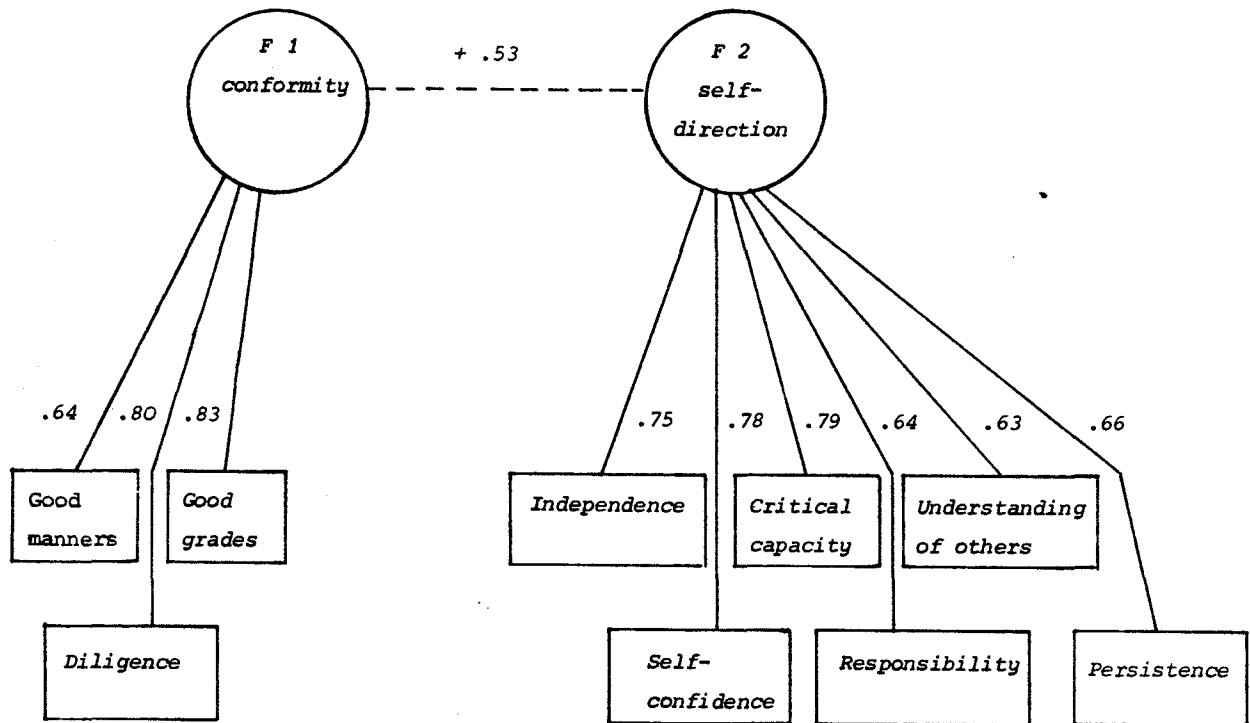 F 1
conformity
+ .53
F 2
self-
direction
.64 .80 .83
.75 .78 .79 .64 .63 .66
Good
manners
Good
grades
Independence
Critical
capacity
Understanding
of others
Diligence
Self-
confidence
Responsibility
Persistence